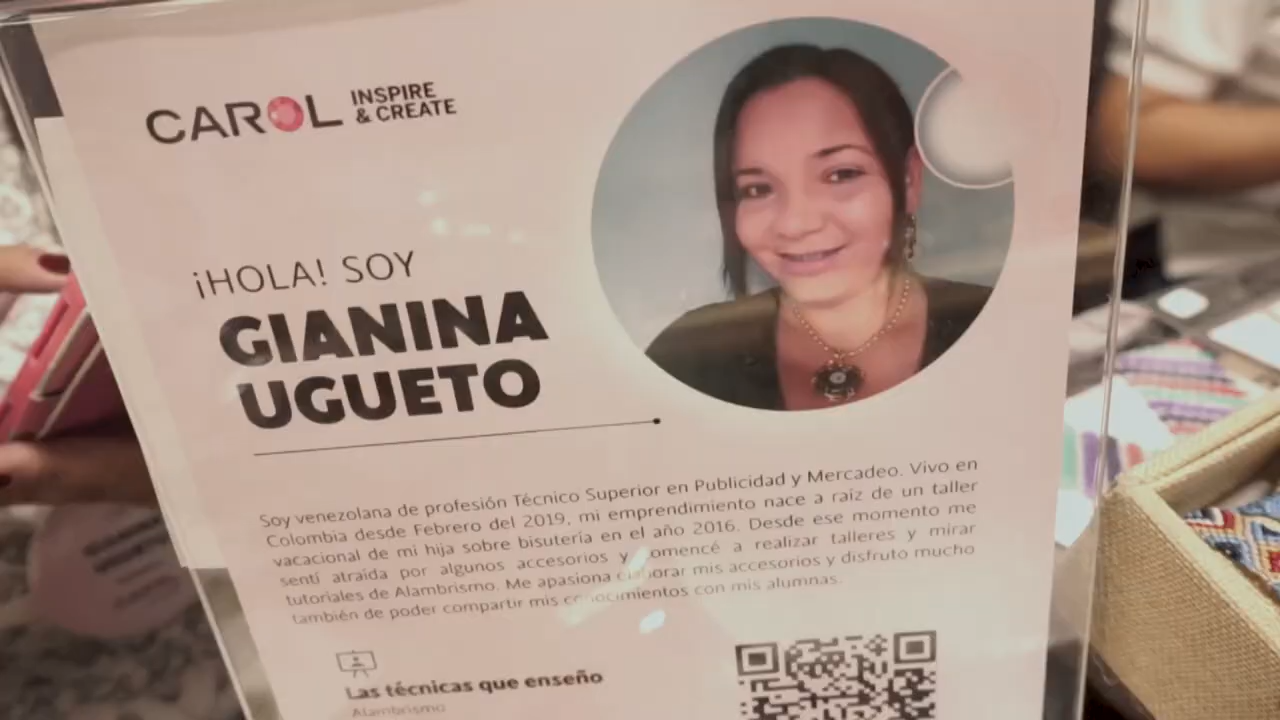 CAROL INSPIRE
& CREATE
¡HOLA! SOY
GIANINA
UGUETO
Soy venezolana de profesión Técnico Superior en Publicidad y Mercadeo. Vivo en
Colombia desde Febrero del 2019, mi emprendimiento nace a raíz de un taller
vacacional de mi hija sobre bisutería en el año 2016. Desde ese momento me
sentí atraída por algunos accesorios y comencé a realizar talleres y mirar
tutoriales de Alambrismo. Me apasiona elaborar mis accesorios y disfruto mucho
también de poder compartir mis conocimientos con mis alumnas.
Las técnicas que enseño
Alambrismo